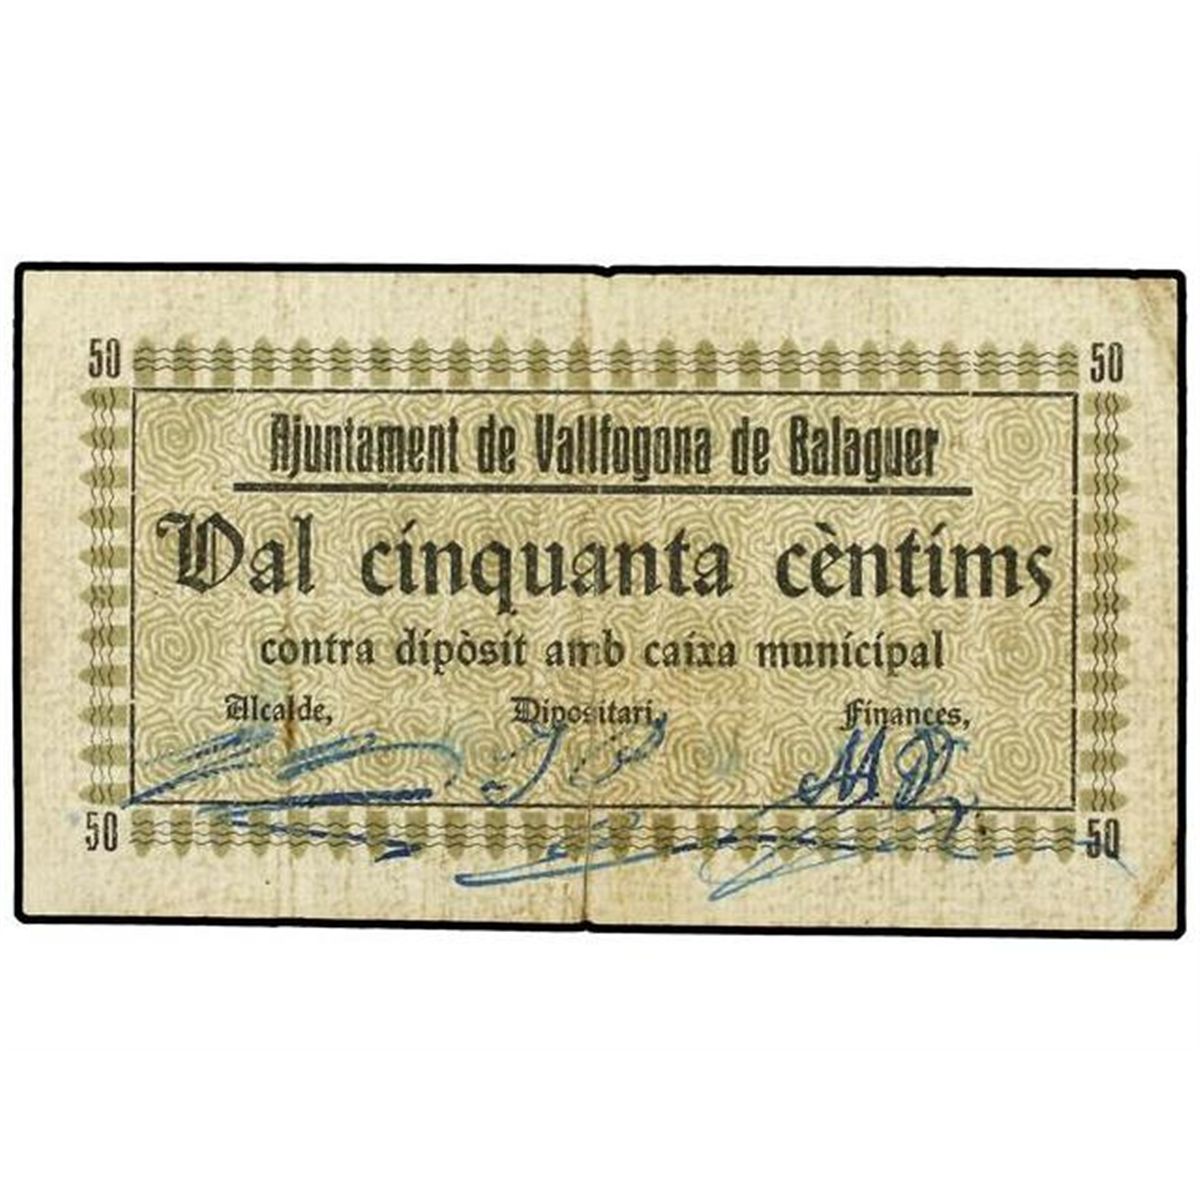 50 50
Ajuntament de Vallfogona de Balaguer
Val cinquanta cèntims
contra dipòsit amb caixa municipal
Alcalde, Dipositari, Finances,
50 50